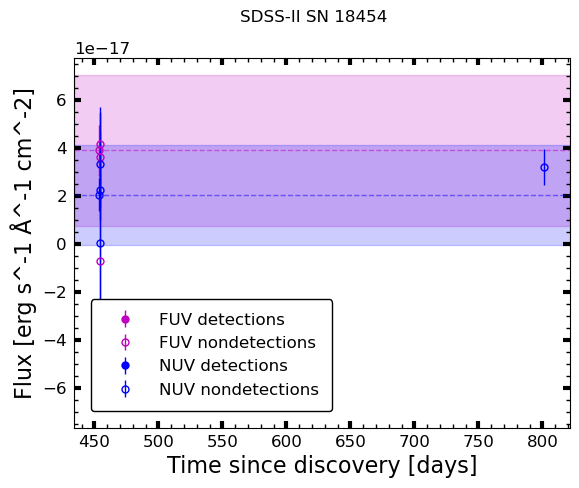 SDSS-II SN 18454
1e−17
Flux [erg s^-1 Å^-1 cm^-2]
6
4
2
0
−2
−4
−6
FUV detections
FUV nondetections
NUV detections
NUV nondetections
450 500 550 600 650 700 750 800
Time since discovery [days]